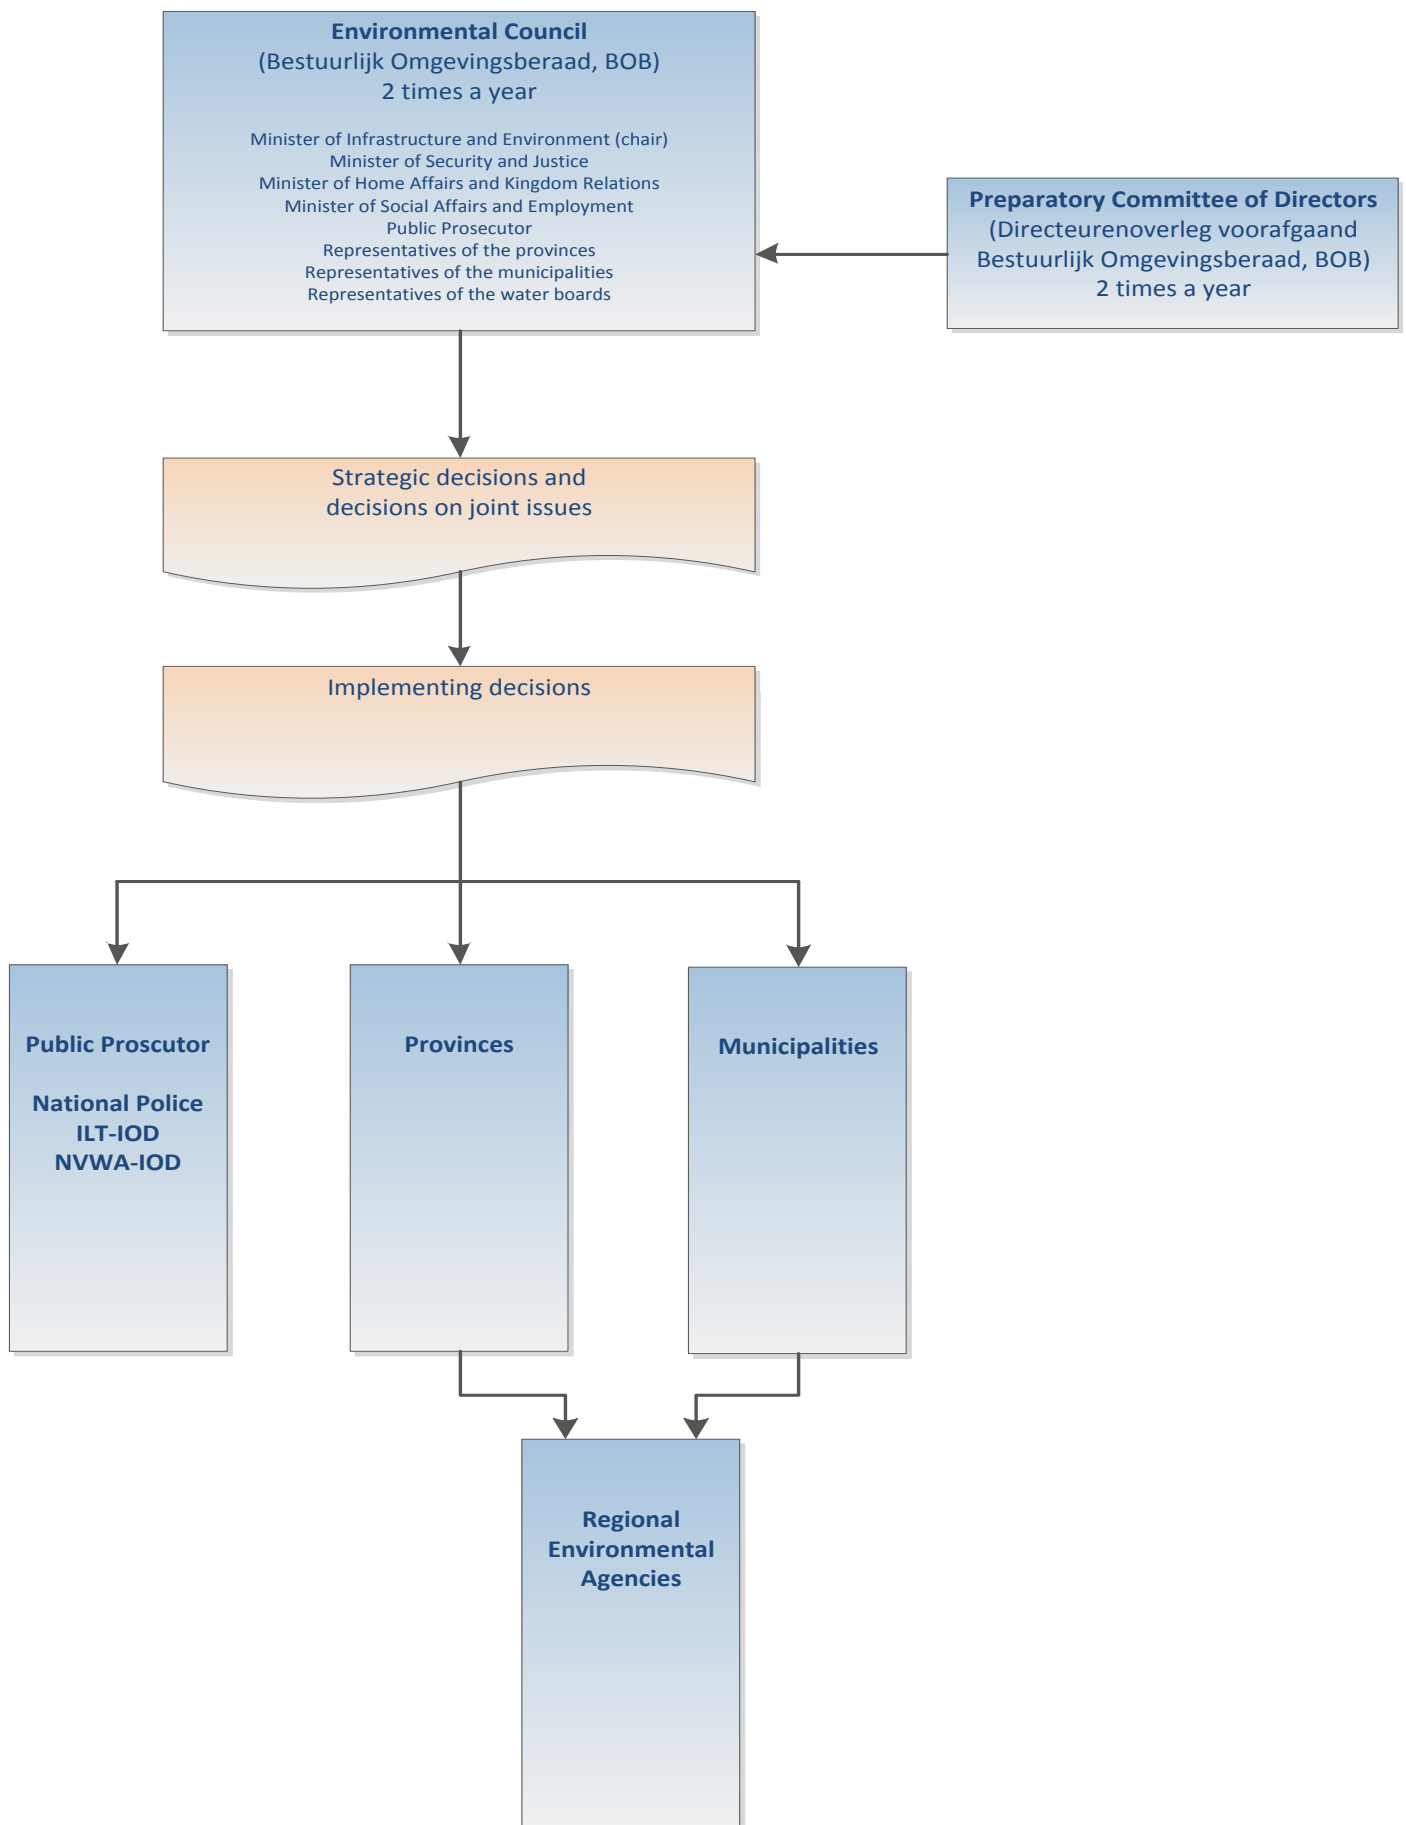 Environmental Council
(Bestuurlijk Omgevingsberaad, BOB)
2 times a year
Minister of Infrastructure and Environment (chair)
Minister of Security and Justice
Minister of Home Affairs and Kingdom Relations
Minister of Social Affairs and Employment
Public Prosecutor
Representatives of the provinces
Representatives of the municipalities
Representatives of the water boards
Preparatory Committee of Directors
(Directeurenoverleg voorafgaand
Bestuurlijk Omgevingsberaad, BOB)
2 times a year
Strategic decisions and
decisions on joint issues
Implementing decisions
Public Proscutor
National Police
ILT-IOD
NVWA-IOD
Provinces
Municipalities
Regional
Environmental
Agencies